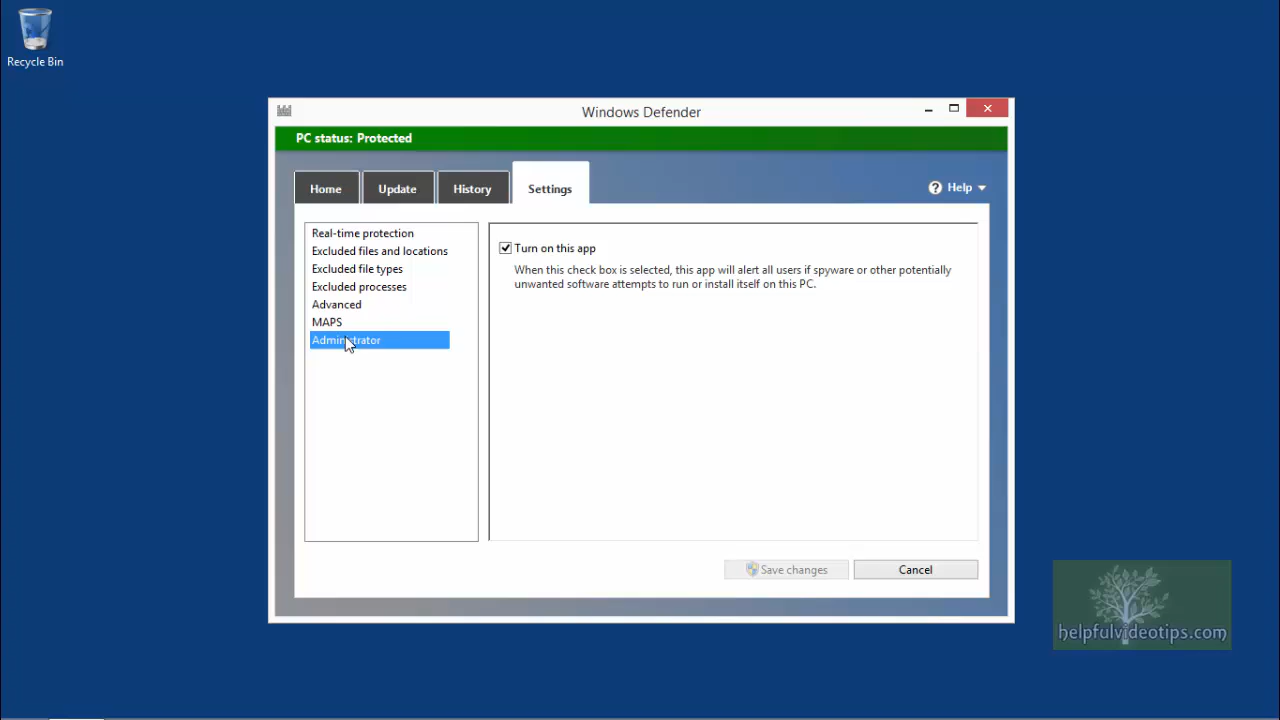 Recycle Bin
Windows Defender
PC status: Protected
Home
Update
History
Settings
Help
Real-time protection
Excluded files and locations
Excluded file types
Excluded processes
Advanced
MAPS
Administrator
Turn on this app
When this check box is selected, this app will alert all users if spyware or other potentially
unwanted software attempts to run or install itself on this PC.
Save changes
Cancel
helpfulvideotips.com